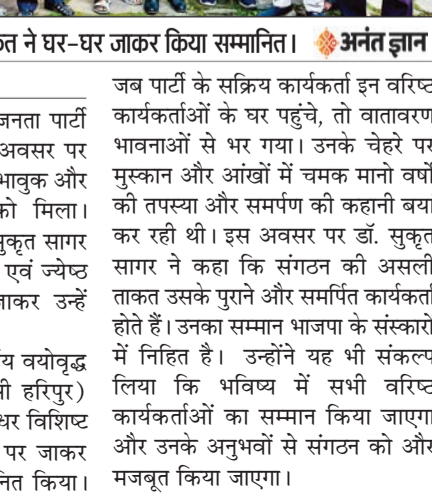 ने घर-घर जाकर किया सम्मानित। अनंत ज्ञान
जनता पार्टी
अवसर पर
भावुक और
को मिला।
सुकृत सागर
एवं ज्येष्ठ
जाकर उन्हें
वयोवृद्ध
हरिपुर)
विशिष्ट
पर जाकर
किया।
जब पार्टी के सक्रिय कार्यकर्ता इन वरिष्ठ
कार्यकर्ताओं के घर पहुंचे, तो वातावरण
भावनाओं से भर गया। उनके चेहरे पर
मुस्कान और आंखों में चमक मानो वर्षों
की तपस्या और समर्पण की कहानी बया
कर रही थी। इस अवसर पर डॉ. सुकृत
सागर ने कहा कि संगठन की असली
ताकत उसके पुराने और समर्पित कार्यकर्ता
होते हैं। उनका सम्मान भाजपा के संस्कारों
में निहित है। उन्होंने यह भी संकल्प
लिया कि भविष्य में सभी वरिष्ठ
कार्यकर्ताओं का सम्मान किया जाएगा
और उनके अनुभवों से संगठन को और
मजबूत किया जाएगा।